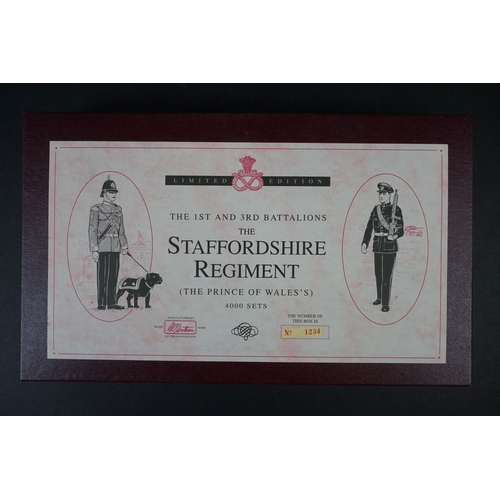 LIMITED EDITION
THE 1ST AND 3RD BATTALIONS
THE
STAFFORDSHIRE
REGIMENT
(THE PRINCE OF WALES'S)
4000 SETS
THE NUMBER OF
THIS BOX IS
Nº 1234